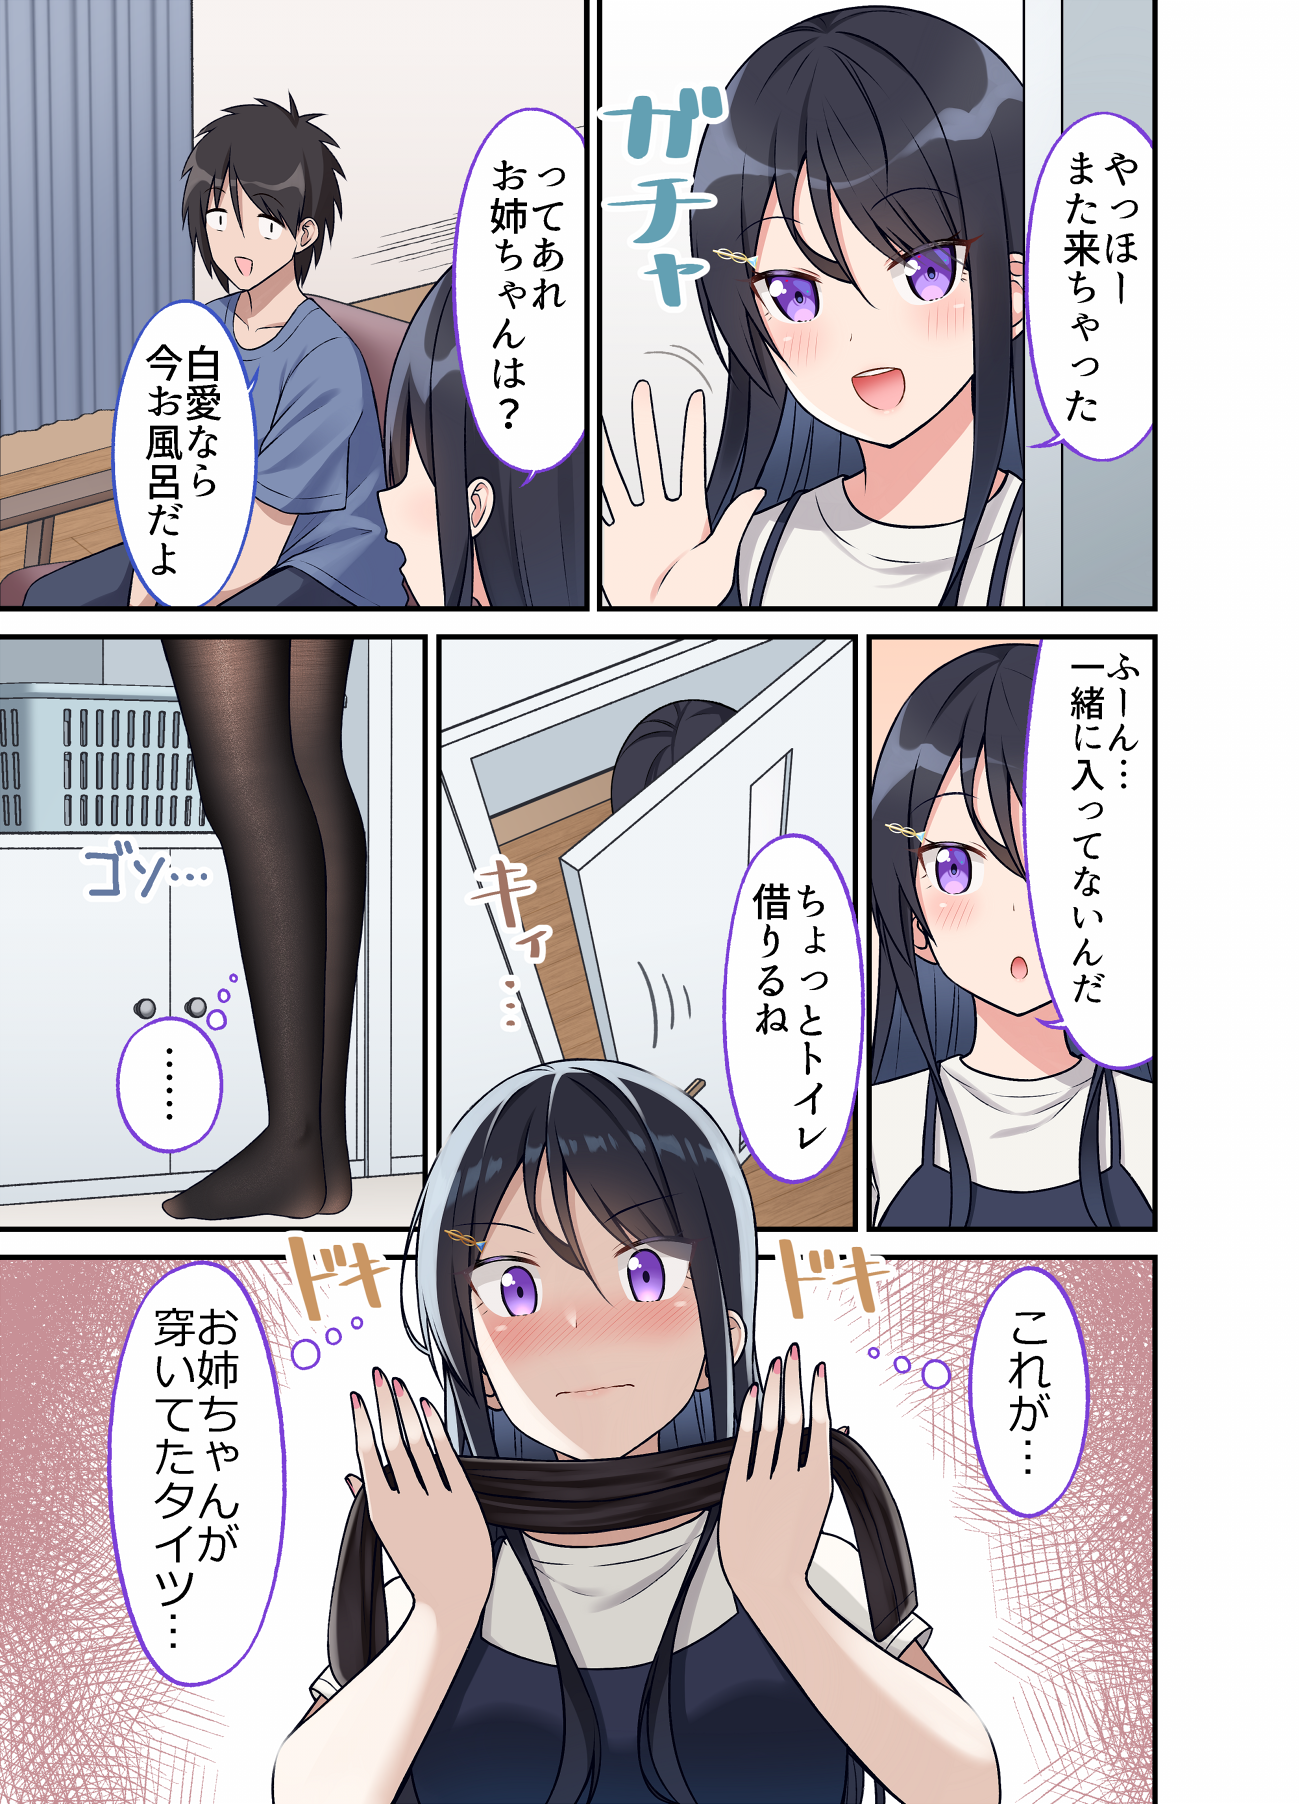 ガチャ
やっほー
また来ちゃった
ってあれ
お姉ちゃんは?
白愛なら
今お風呂だよ
ふーん…
一緒に入ってないんだ
ちょっとトイレ
借りるね
キィ…
ゴソ…
……
これが…
ドキ
ドキ
お姉ちゃんが
穿いてたタイツ…